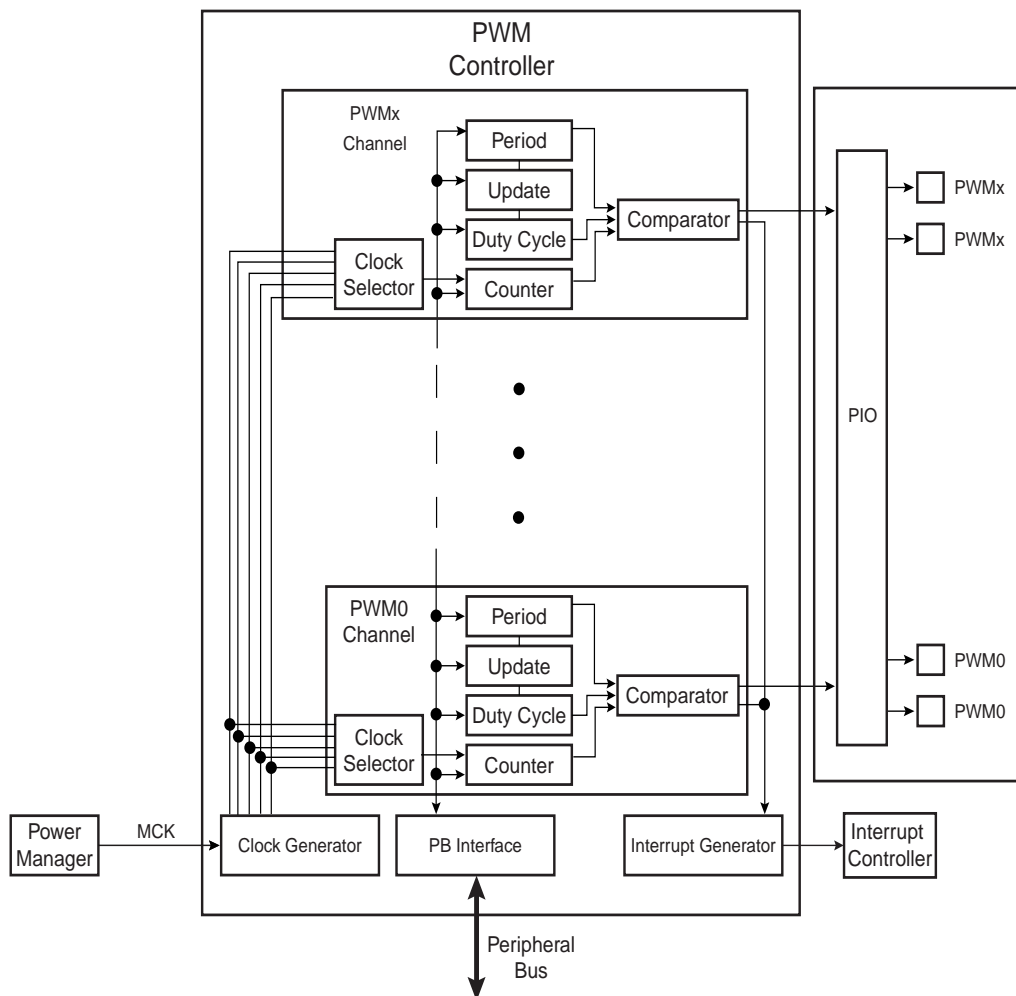 PWM
Controller
PWMx
Channel
Period
Update
Duty Cycle
Comparator
Clock
Selector
Counter
PIO
PWMx
PWMx
PWM0
Channel
Period
Update
Duty Cycle
Comparator
Clock
Selector
Counter
PWM0
PWM0
Power
Manager
MCK
Clock Generator
PB Interface
Interrupt Generator
Interrupt
Controller
Peripheral
Bus